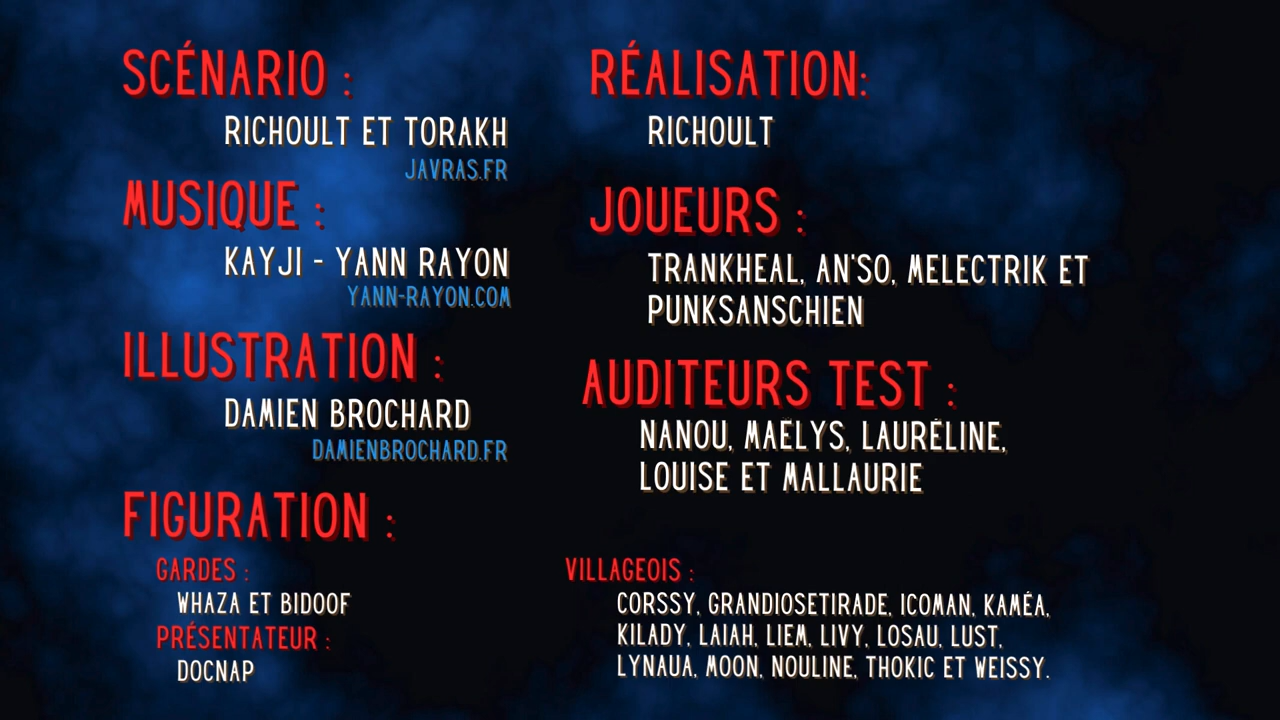 SCÉNARIO :
RICHOULT ET TORAKH
JAVRAS.FR
MUSIQUE :
KAYJI - YANN RAYON
YANN-RAYON.COM
ILLUSTRATION :
DAMIEN BROCHARD
DAMIENBROCHARD.FR
RÉALISATION:
RICHOULT
JOUEURS :
TRANKHEAL, AN'SO, MELECTRIK ET
PUNKSANSCHIEN
AUDITEURS TEST :
NANOU, MAËLYS, LAURÉLINE,
LOUISE ET MALLAURIE
FIGURATION :
GARDES :
WHAZA ET BIDOOF
PRÉSENTATEUR :
DOCNAP
VILLAGEOIS :
CORSSY, GRANDIOSETIRADE, ICOMAN, KAMÉA,
KILADY, LAIAH, LIEM, LIVY, LOSAU, LUST,
LYNAUA, MOON, NOULINE, THOKIC ET WEISSY.